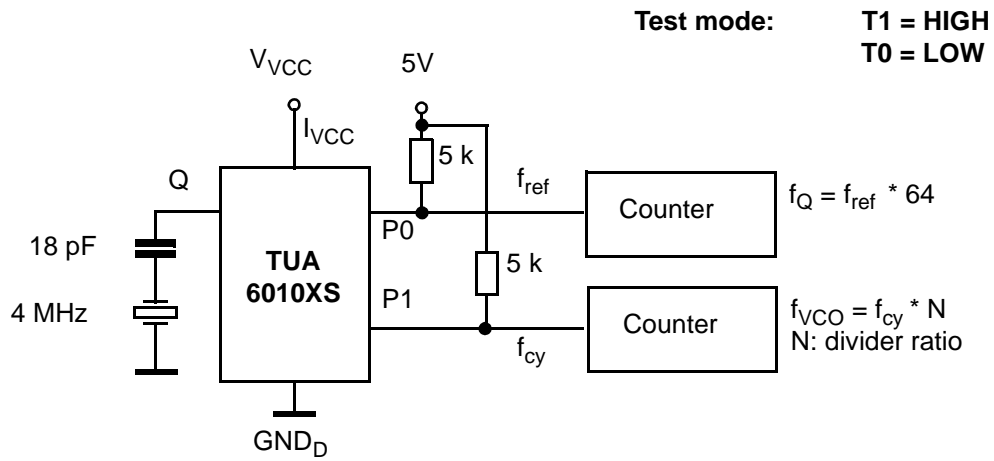 Test mode: T1 = HIGH
T0 = LOW
V_VCC
5V
I_VCC
5 k
Q
f_ref
Counter
f_Q = f_ref * 64
P0
18 pF
TUA
6010XS
5 k
4 MHz
P1
Counter
f_VCO = f_cy * N
N: divider ratio
f_cy
GND_D